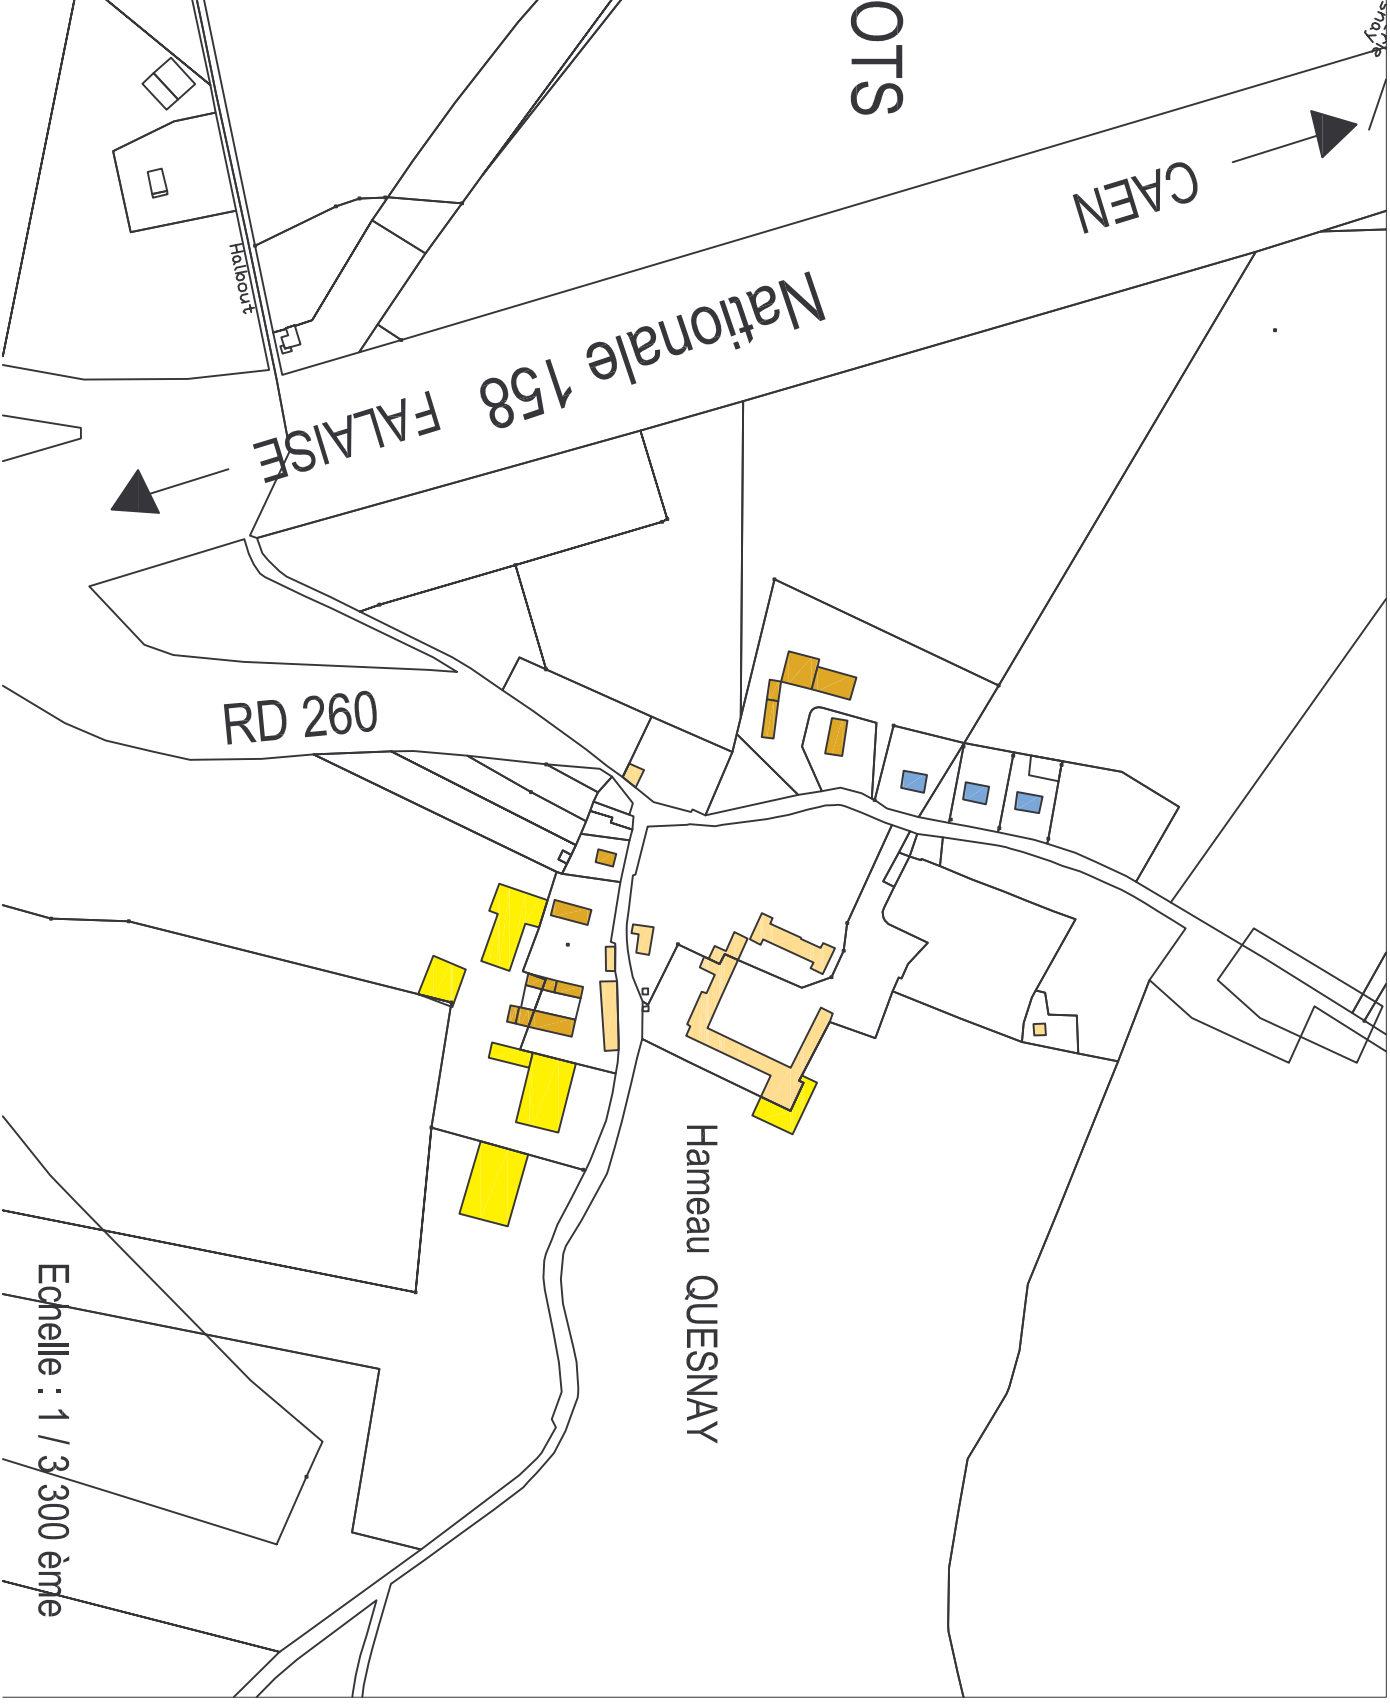 OTS
CAEN
Nationale 158
FALAISE
Halbout
RD 260
Hameau QUESNAY
Echelle : 1 / 3 300 ème